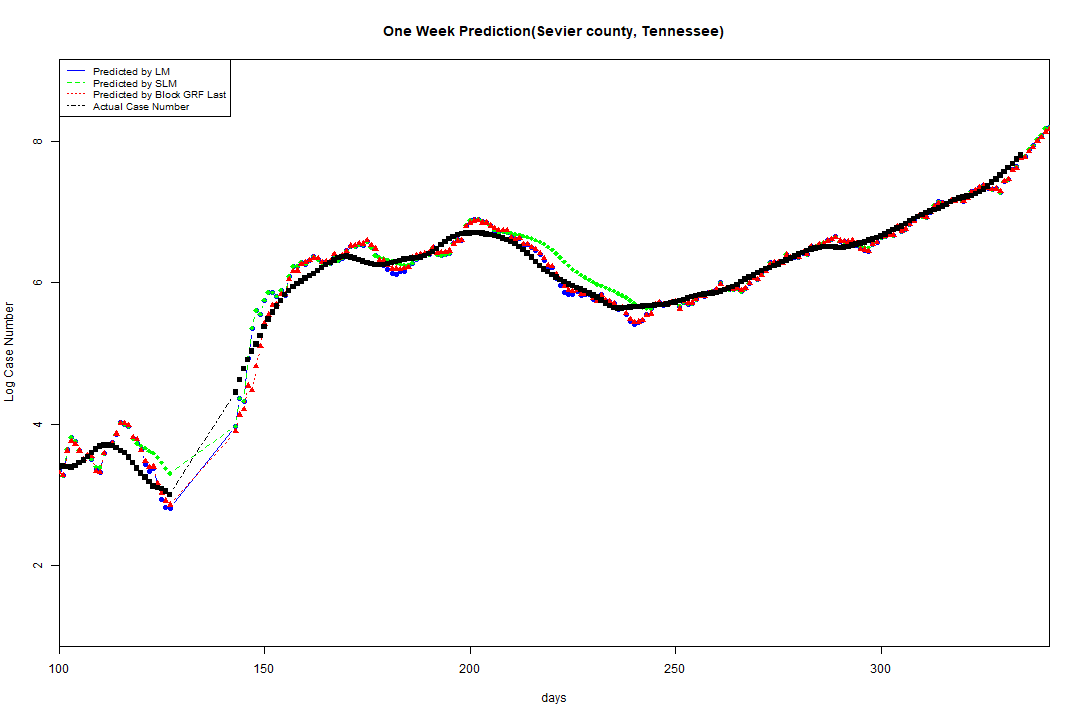 One Week Prediction(Sevier county, Tennessee)
Predicted by LM
Predicted by SLM
Predicted by Block GRF Last
Actual Case Number
8
6
4
2
Log Case Number
100 150 200 250 300
days